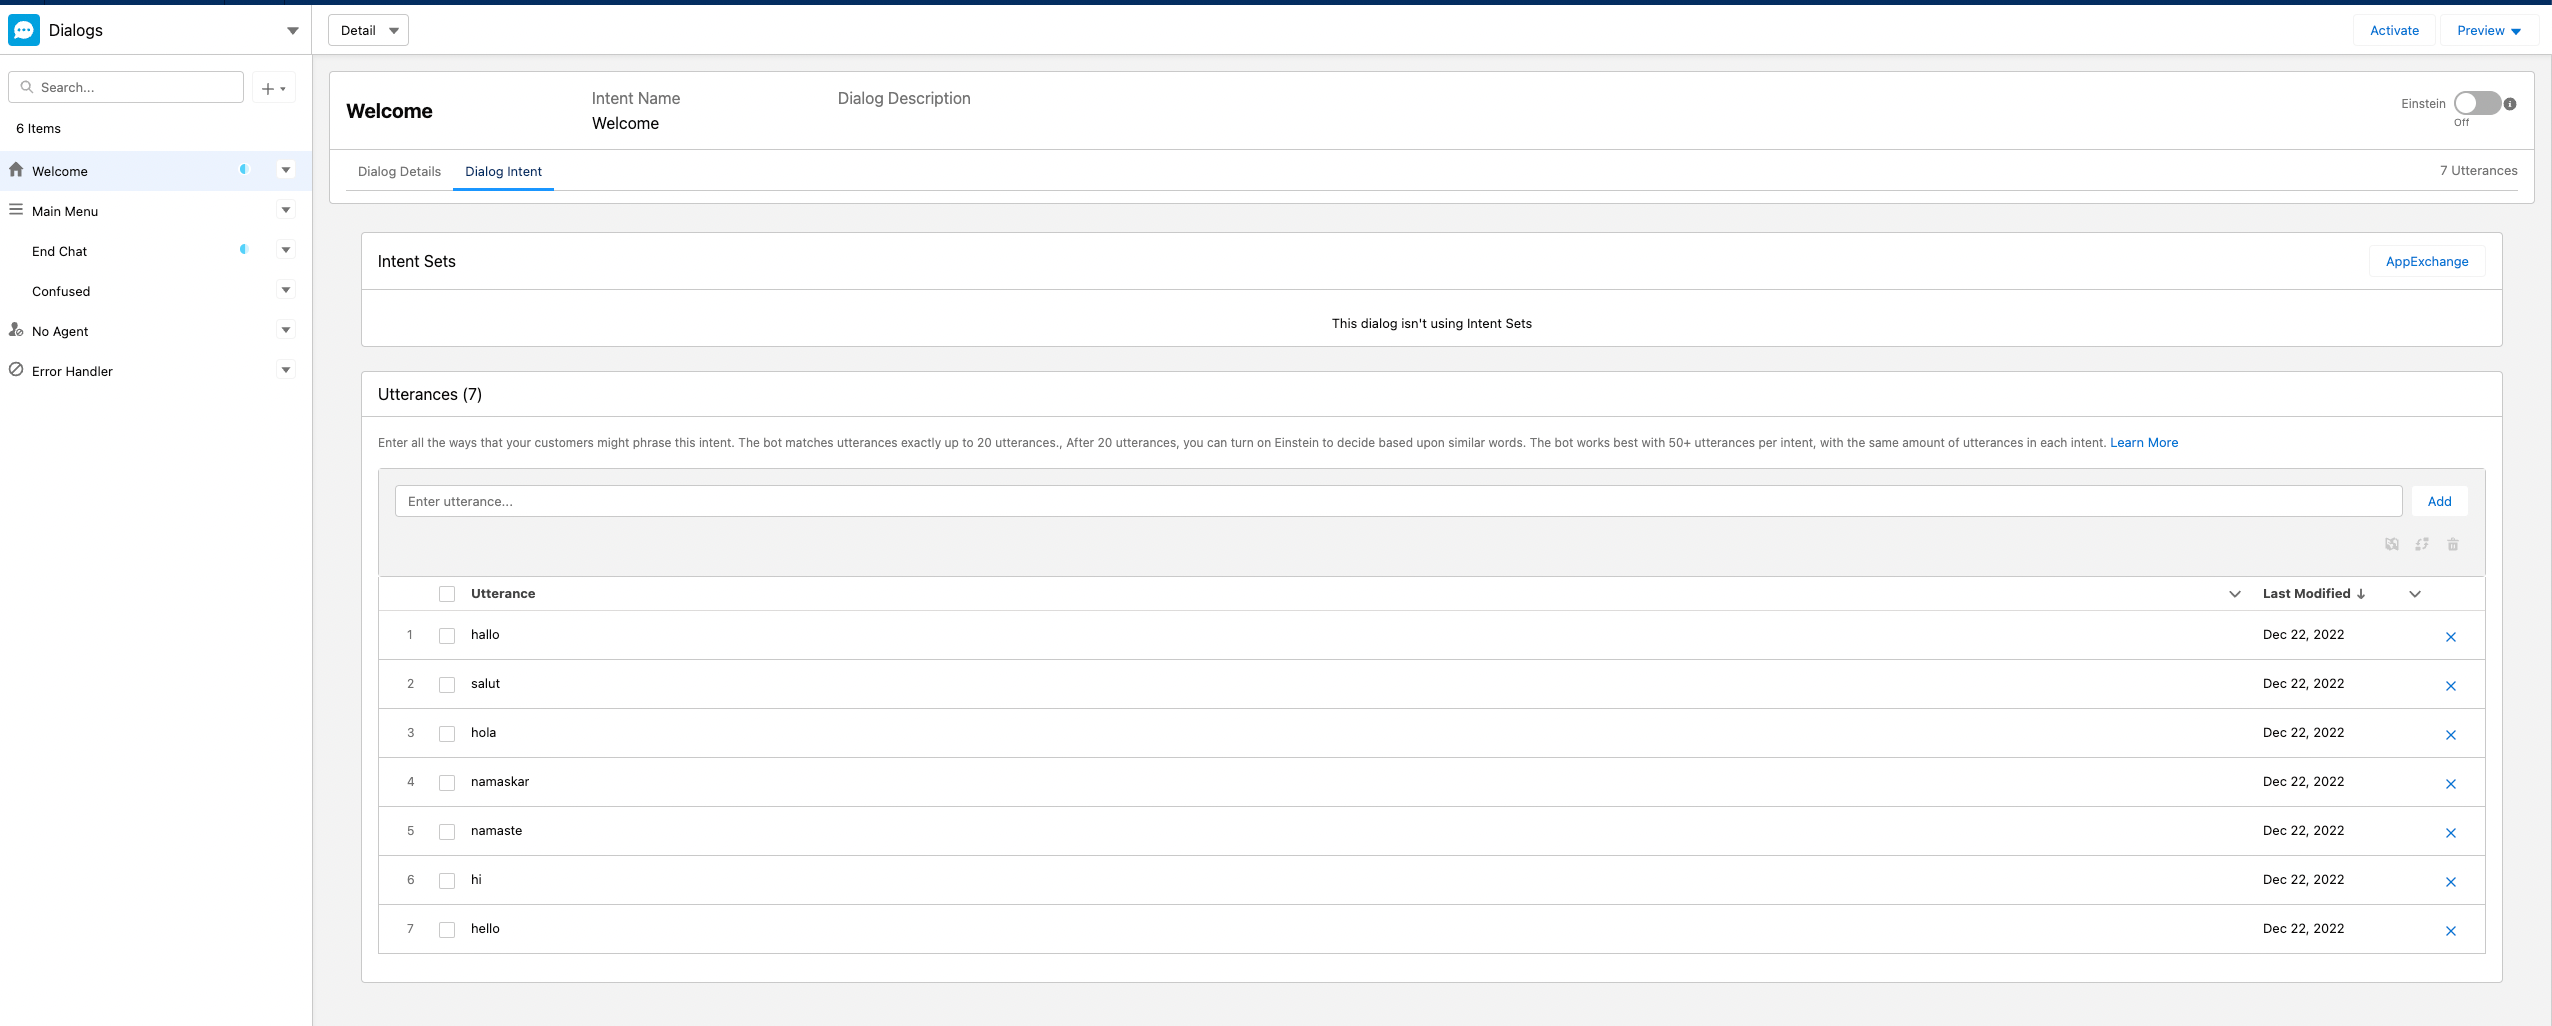 Dialogs
Detail
Activate
Preview
Search...
6 Items
Welcome
Main Menu
End Chat
Confused
No Agent
Error Handler
Welcome
Intent Name
Welcome
Dialog Description
Einstein
Off
Dialog Details
Dialog Intent
7 Utterances
Intent Sets
AppExchange
This dialog isn't using Intent Sets
Utterances (7)
Enter all the ways that your customers might phrase this intent. The bot matches utterances exactly up to 20 utterances., After 20 utterances, you can turn on Einstein to decide based upon similar words. The bot works best with 50+ utterances per intent, with the same amount of utterances in each intent. Learn More
Enter utterance...
Add
Utterance Last Modified
1 hallo Dec 22, 2022
2 salut Dec 22, 2022
3 hola Dec 22, 2022
4 namaskar Dec 22, 2022
5 namaste Dec 22, 2022
6 hi Dec 22, 2022
7 hello Dec 22, 2022